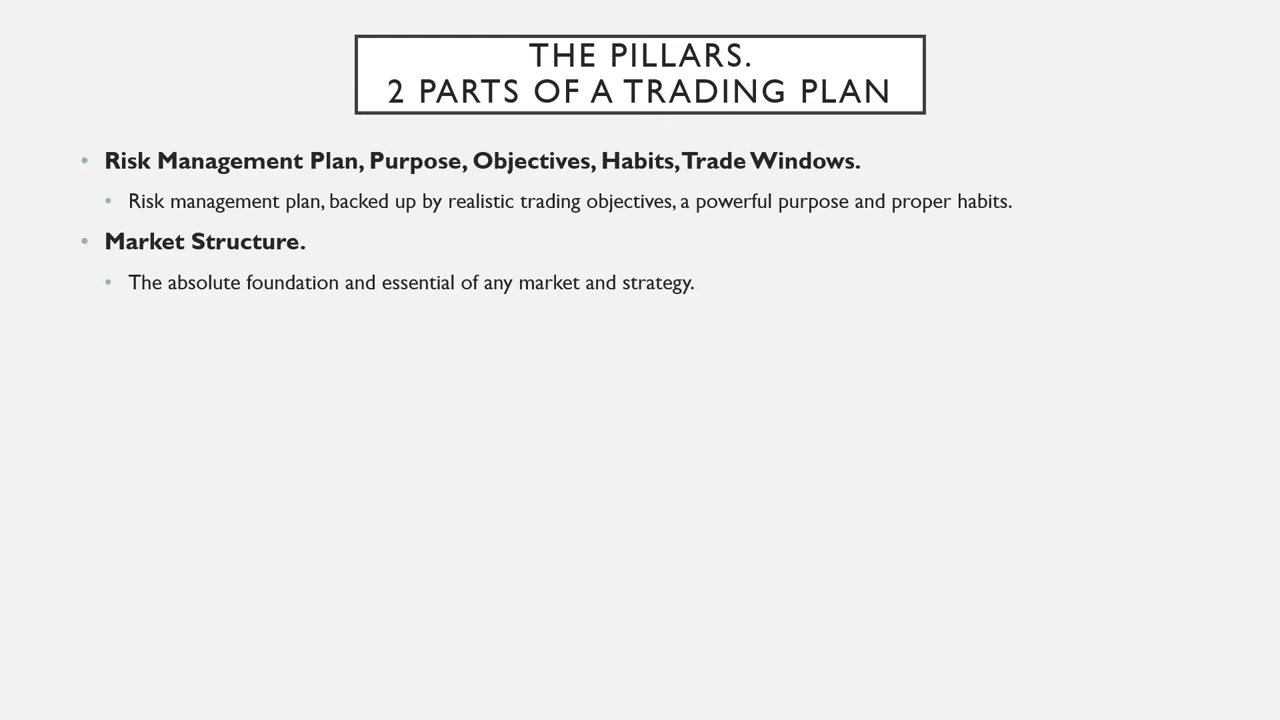 THE PILLARS.
2 PARTS OF A TRADING PLAN
• Risk Management Plan, Purpose, Objectives, Habits, Trade Windows.
• Risk management plan, backed up by realistic trading objectives, a powerful purpose and proper habits.
• Market Structure.
• The absolute foundation and essential of any market and strategy.